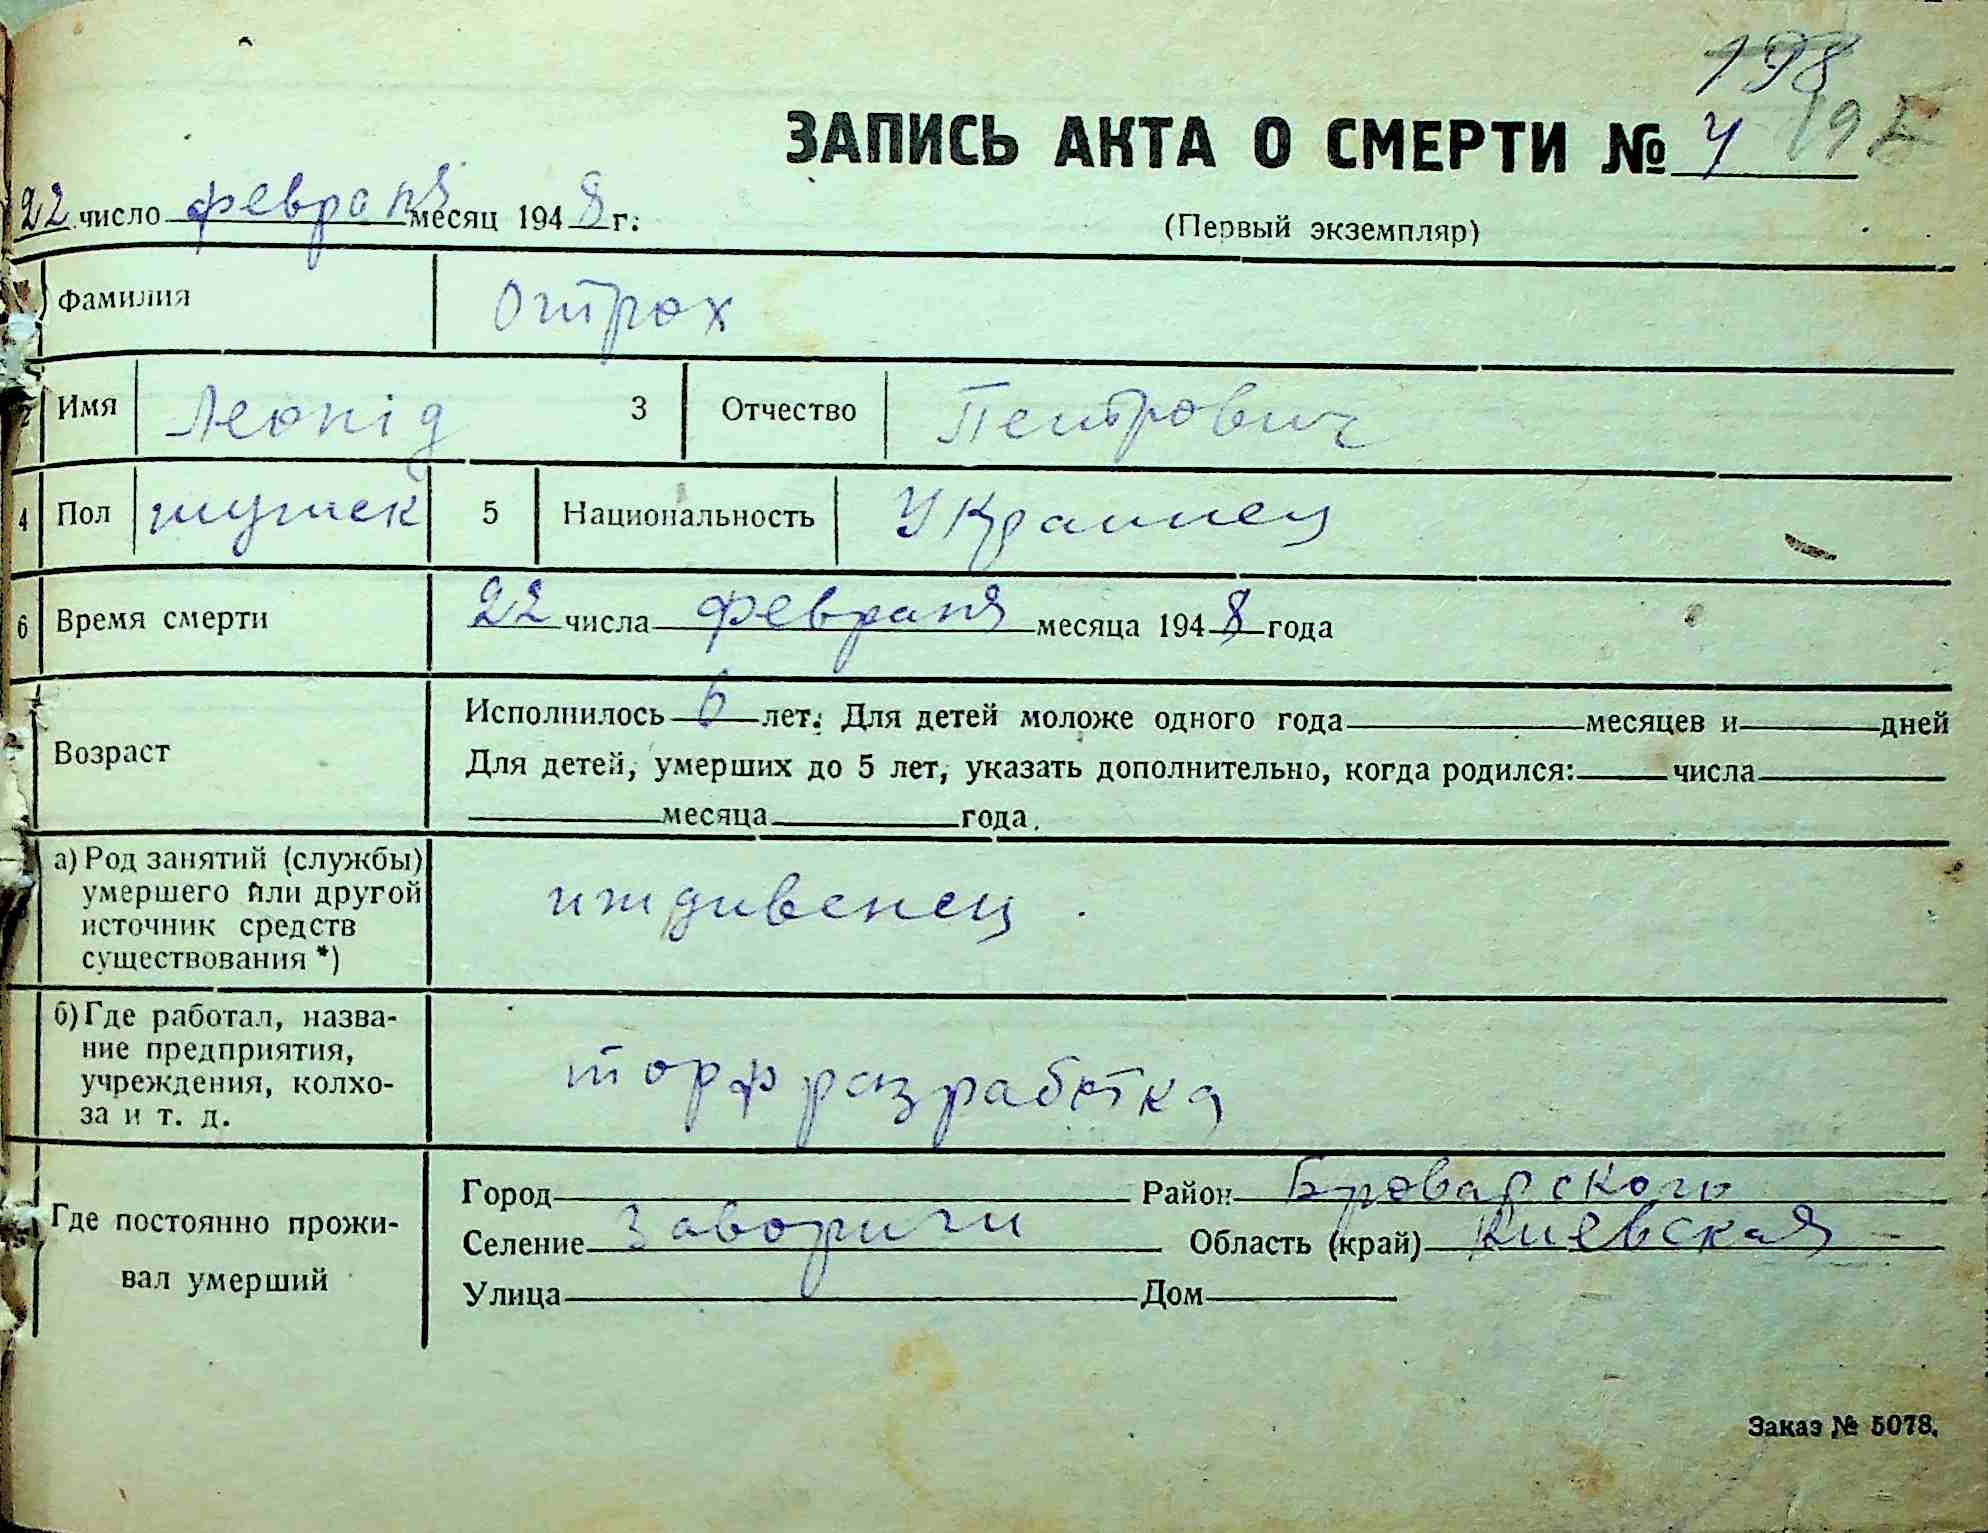 198
ЗАПИСЬ АКТА О СМЕРТИ № 4
22 число февраля месяц 1948 г.
(Первый экземпляр)
Фамилия Отрох
2 Имя Леонід 3 Отчество Петрович
4 Пол мужск 5 Национальность Украинец
6 Время смерти 22 числа февраля месяца 1948 года
Возраст
Исполнилось 6 лет. Для детей моложе одного года месяцев и дней
Для детей, умерших до 5 лет, указать дополнительно, когда родился: числа
месяца года.
а) Род занятий (службы)
умершего или другой
источник средств
существования *)
иждивенец
б) Где работал, назва-
ние предприятия,
учреждения, колхо-
за и т. д.
торфразработка
Где постоянно прожи-
вал умерший
Город Район Броварского
Селение Заворичи Область (край) Киевская
Улица Дом
Заказ № 5078.